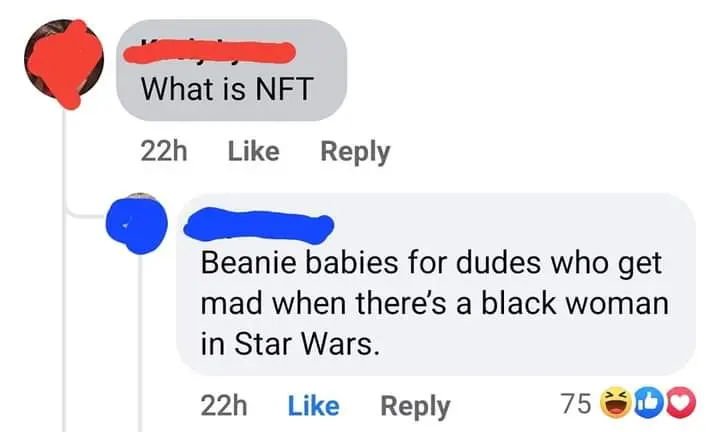 What is NFT
22h Like Reply
Beanie babies for dudes who get
mad when there's a black woman
in Star Wars.
22h Like Reply 75